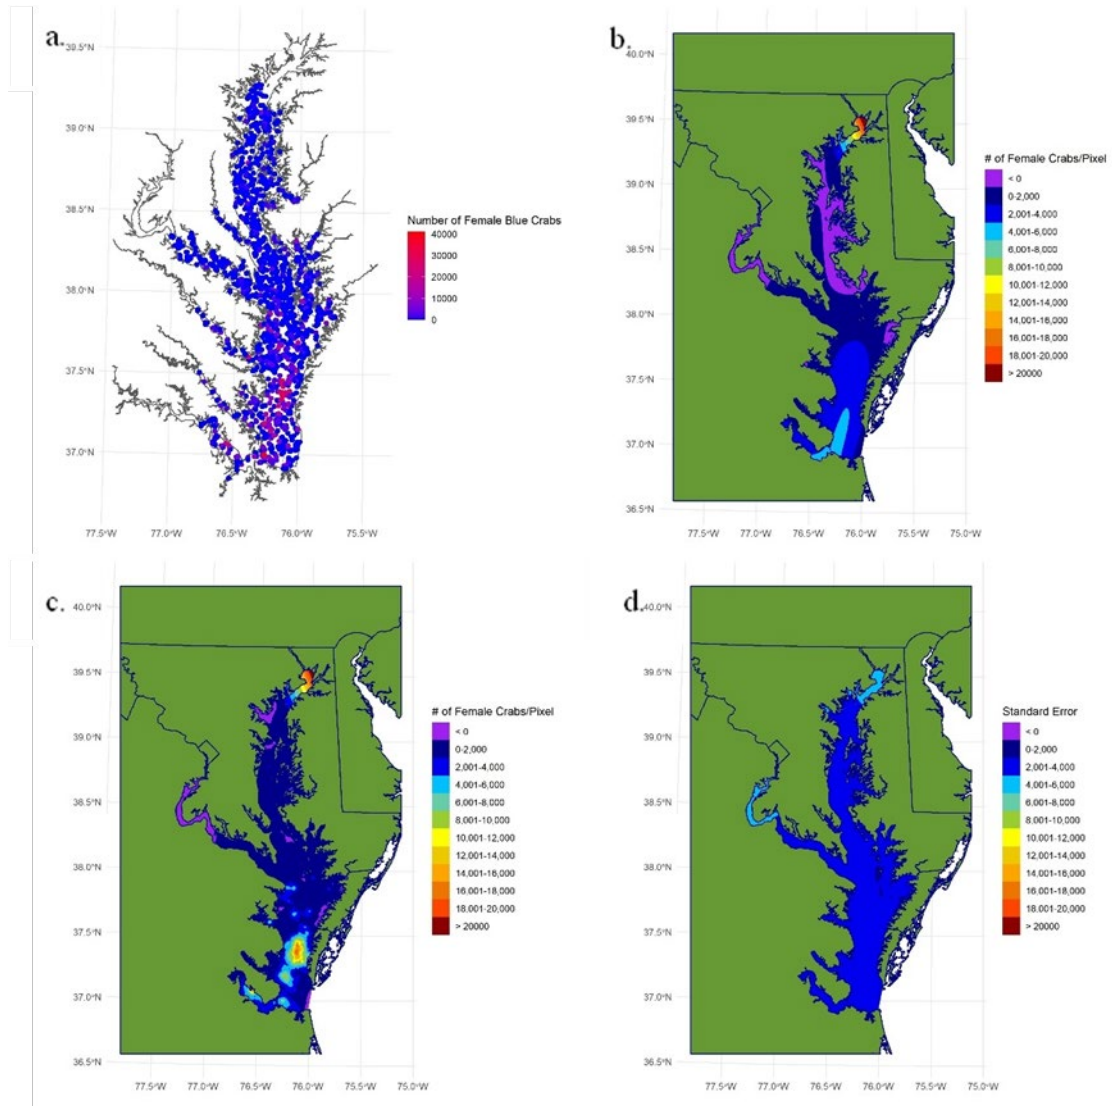 a.
39.5°N
39.0°N
38.5°N
38.0°N
37.5°N
37.0°N
77.5°W 77.0°W 76.5°W 76.0°W 75.5°W
Number of Female Blue Crabs
40000
30000
20000
10000
0
b.
40.0°N
39.5°N
39.0°N
38.5°N
38.0°N
37.5°N
37.0°N
36.5°N
77.5°W 77.0°W 76.5°W 76.0°W 75.5°W 75.0°W
# of Female Crabs/Pixel
< 0
0-2,000
2,001-4,000
4,001-6,000
6,001-8,000
8,001-10,000
10.001-12,000
12,001-14,000
14,001-16,000
16,001-18,000
18,001-20,000
> 20000
c.
40.0°N
39.5°N
39.0°N
38.5°N
38.0°N
37.5°N
37.0°N
36.5°N
77.5°W 77.0°W 76.5°W 76.0°W 75.5°W 75.0°W
# of Female Crabs/Pixel
< 0
0-2,000
2,001-4,000
4,001-6,000
6,001-8,000
8,001-10,000
10.001-12,000
12,001-14,000
14,001-16,000
16,001-18,000
18,001-20,000
> 20000
d.
40.0°N
39.5°N
39.0°N
38.5°N
38.0°N
37.5°N
37.0°N
36.5°N
77.5°W 77.0°W 76.5°W 76.0°W 75.5°W 75.0°W
Standard Error
< 0
0-2,000
2,001-4,000
4,001-6,000
6,001-8,000
8,001-10,000
10.001-12,000
12,001-14,000
14,001-16,000
16,001-18,000
18,001-20,000
> 20000